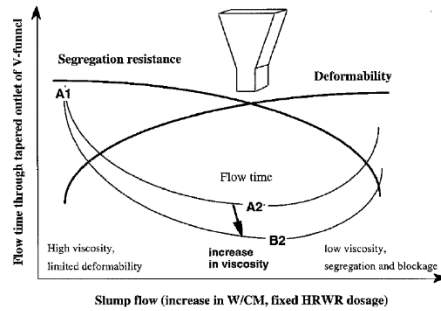 Flow time through tapered outlet of V-funnel
Segregation resistance
Deformability
A1
Flow time
A2
B2
High viscosity,
limited deformability
increase
in viscosity
low viscosity,
segregation and blockage
Slump flow (increase in W/CM, fixed HRWR dosage)